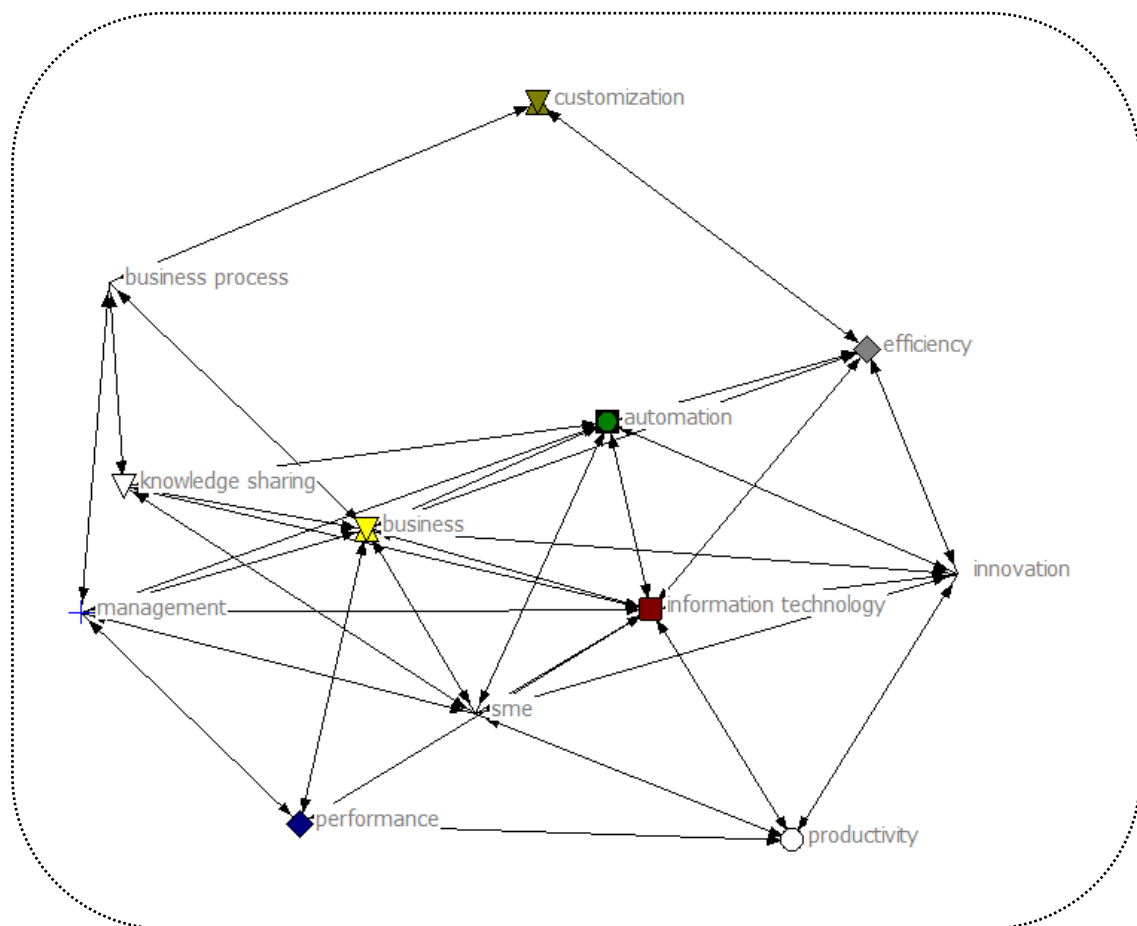 customization
business process
efficiency
automation
knowledge sharing
business
innovation
management
information technology
sme
performance
productivity